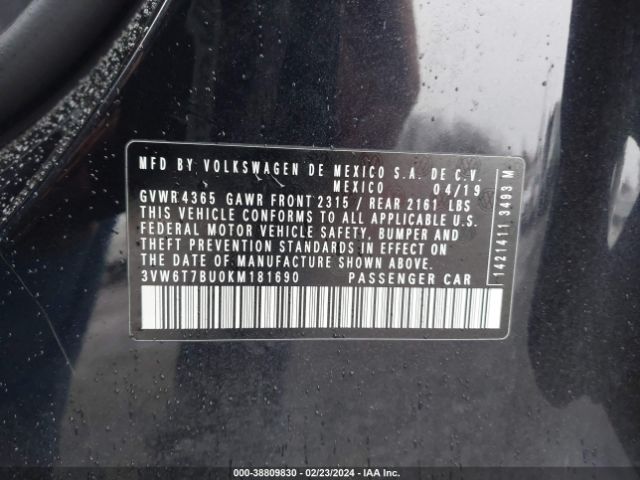 MFD BY VOLKSWAGEN DE MEXICO S.A. DE C.V.
MEXICO 04/19
GVWR 4365 GAWR FRONT 2315 / REAR 2161 LBS
THIS VEHICLE CONFORMS TO ALL APPLICABLE U.S.
FEDERAL MOTOR VEHICLE SAFETY, BUMPER AND
THEFT PREVENTION STANDARDS IN EFFECT ON
THE DATE OF MANUFACTURE SHOWN ABOVE.
3VW6T7BU0KM181690 PASSENGER CAR
1421411 3493 M
000-38809830 - 02/23/2024 - IAA Inc.